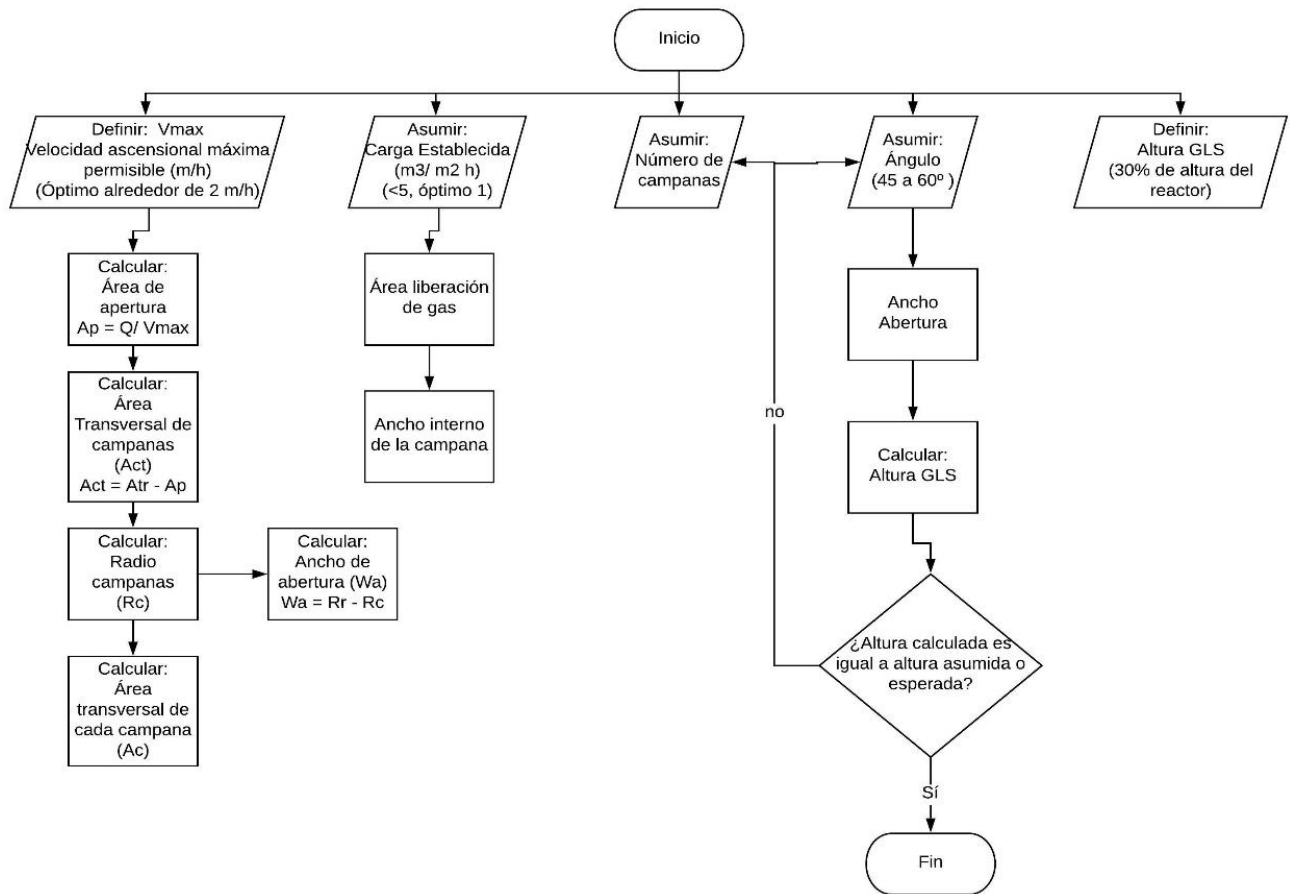 Inicio
Definir: Vmax
Velocidad ascensional máxima
permisible (m/h)
(Óptimo alrededor de 2 m/h)
Asumir:
Carga Establecida
(m3/ m2 h)
(<5, óptimo 1)
Asumir:
Número de
campanas
Asumir:
Ángulo
(45 a 60º )
Definir:
Altura GLS
(30% de altura del
reactor)
Calcular:
Área de
apertura
Ap = Q/ Vmax
Área liberación
de gas
Ancho
Abertura
Calcular:
Área
Transversal de
campanas
(Act)
Act = Atr - Ap
Ancho interno
de la campana
no
Calcular:
Altura GLS
Calcular:
Radio
campanas
(Rc)
Calcular:
Ancho de
abertura (Wa)
Wa = Rr - Rc
¿Altura calculada es
igual a altura asumida o
esperada?
Calcular:
Área
transversal de
cada campana
(Ac)
Sí
Fin